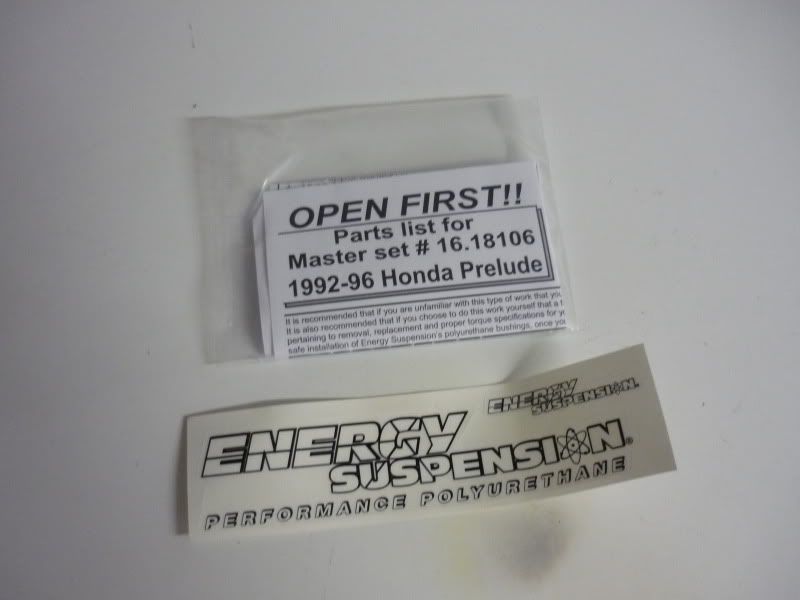 OPEN FIRST!!
Parts list for
Master set # 16.18106
1992-96 Honda Prelude
It is recommended that if you are unfamiliar with this type of work that you
It is also recommended that if you choose to do this work yourself that a
pertaining to removal, replacement and proper torque specifications for
safe installation of Energy Suspension's polyurethane bushings, once
ENERGY
SUSPENSION.
ENERGY
SUSPENSION®
PERFORMANCE POLYURETHANE